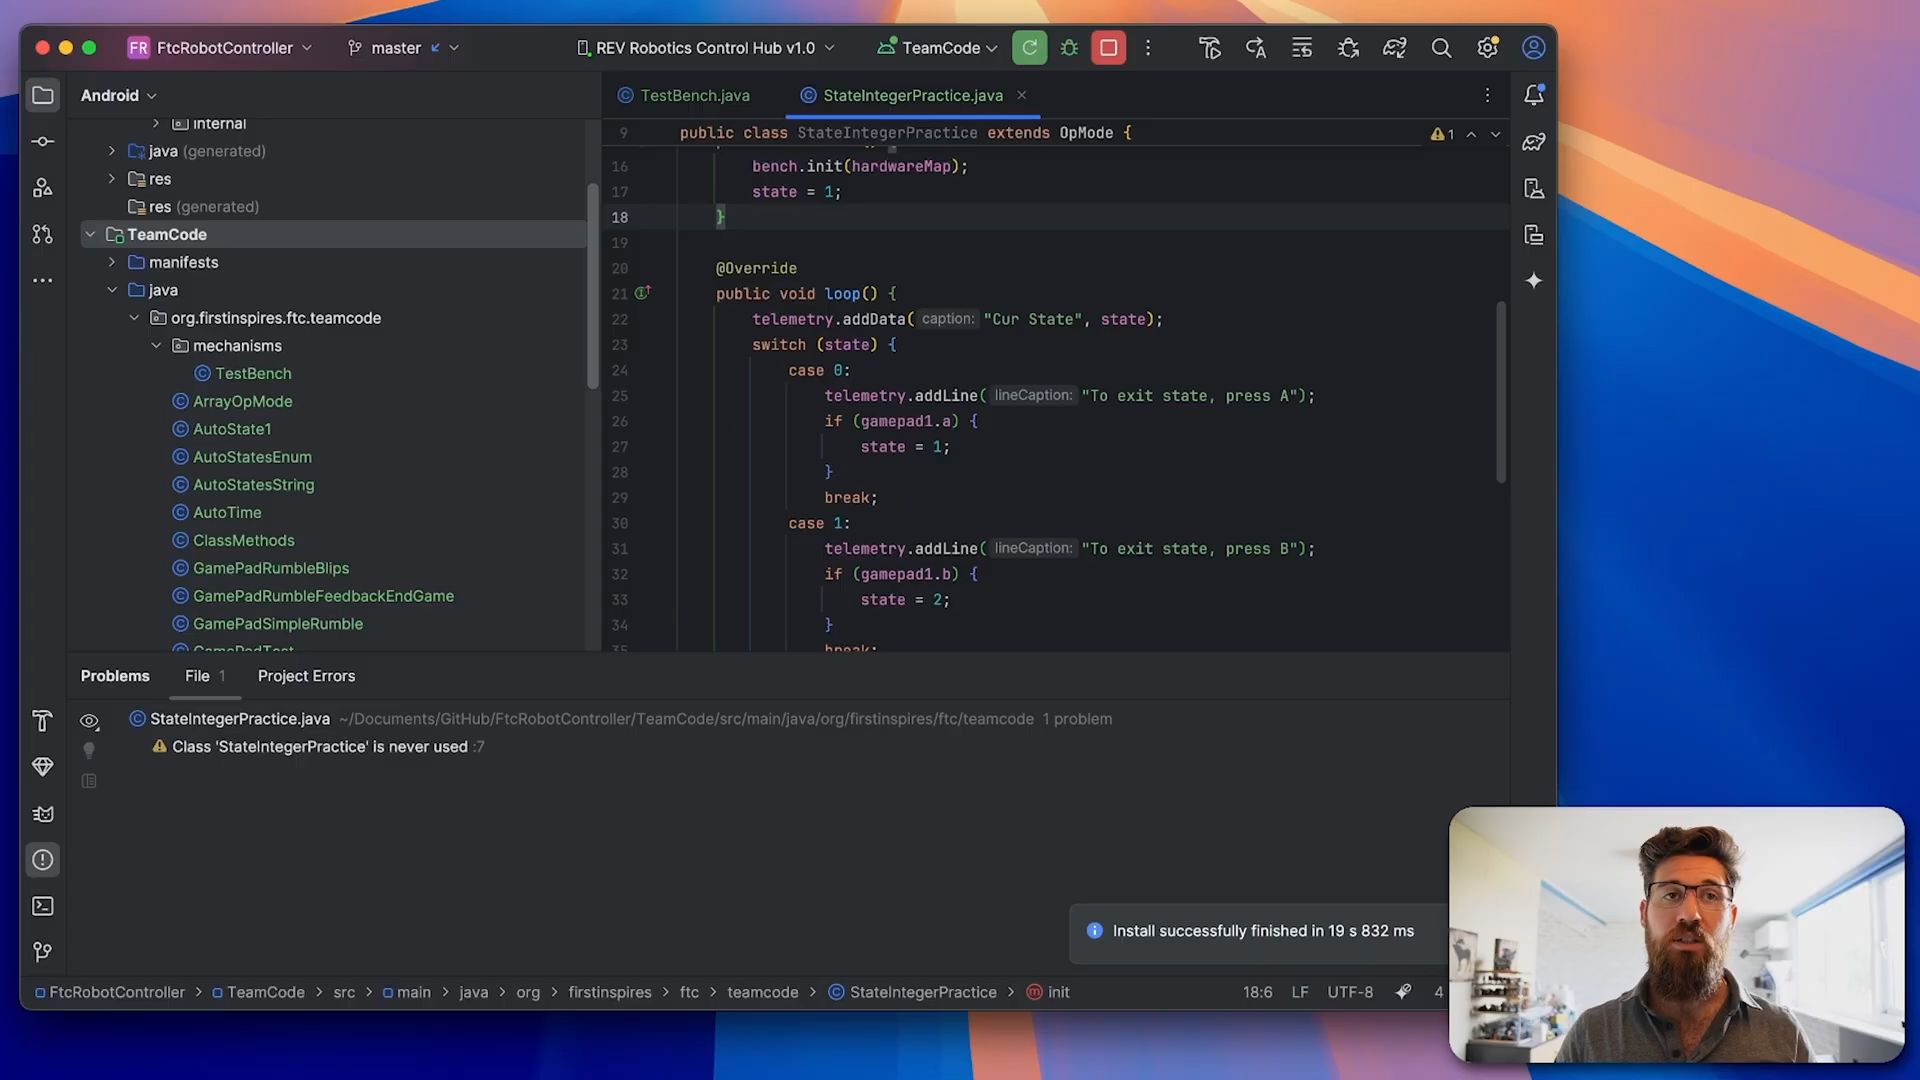 FR FtcRobotController
master
REV Robotics Control Hub v1.0
TeamCode
Android
internal
java (generated)
res
res (generated)
TeamCode
manifests
java
org.firstinspires.ftc.teamcode
mechanisms
TestBench
ArrayOpMode
AutoState1
AutoStatesEnum
AutoStatesString
AutoTime
ClassMethods
GamePadRumbleBlips
GamePadRumbleFeedbackEndGame
GamePadSimpleRumble
GamePadTest
TestBench.java
StateIntegerPractice.java
9 public class StateIntegerPractice extends OpMode {
1
16 bench.init(hardwareMap);
17 state = 1;
18 }
19
20 @Override
21 public void loop() {
22 telemetry.addData( caption: "Cur State", state);
23 switch (state) {
24 case 0:
25 telemetry.addLine( lineCaption: "To exit state, press A");
26 if (gamepad1.a) {
27 state = 1;
28 }
29 break;
30 case 1:
31 telemetry.addLine( lineCaption: "To exit state, press B");
32 if (gamepad1.b) {
33 state = 2;
34 }
35 break;
Problems
File 1
Project Errors
StateIntegerPractice.java ~/Documents/GitHub/FtcRobotController/TeamCode/src/main/java/org/firstinspires/ftc/teamcode 1 problem
Class 'StateIntegerPractice' is never used :7
Install successfully finished in 19 s 832 ms
FtcRobotController > TeamCode > src > main > java > org > firstinspires > ftc > teamcode > StateIntegerPractice > init
18:6
LF
UTF-8
4